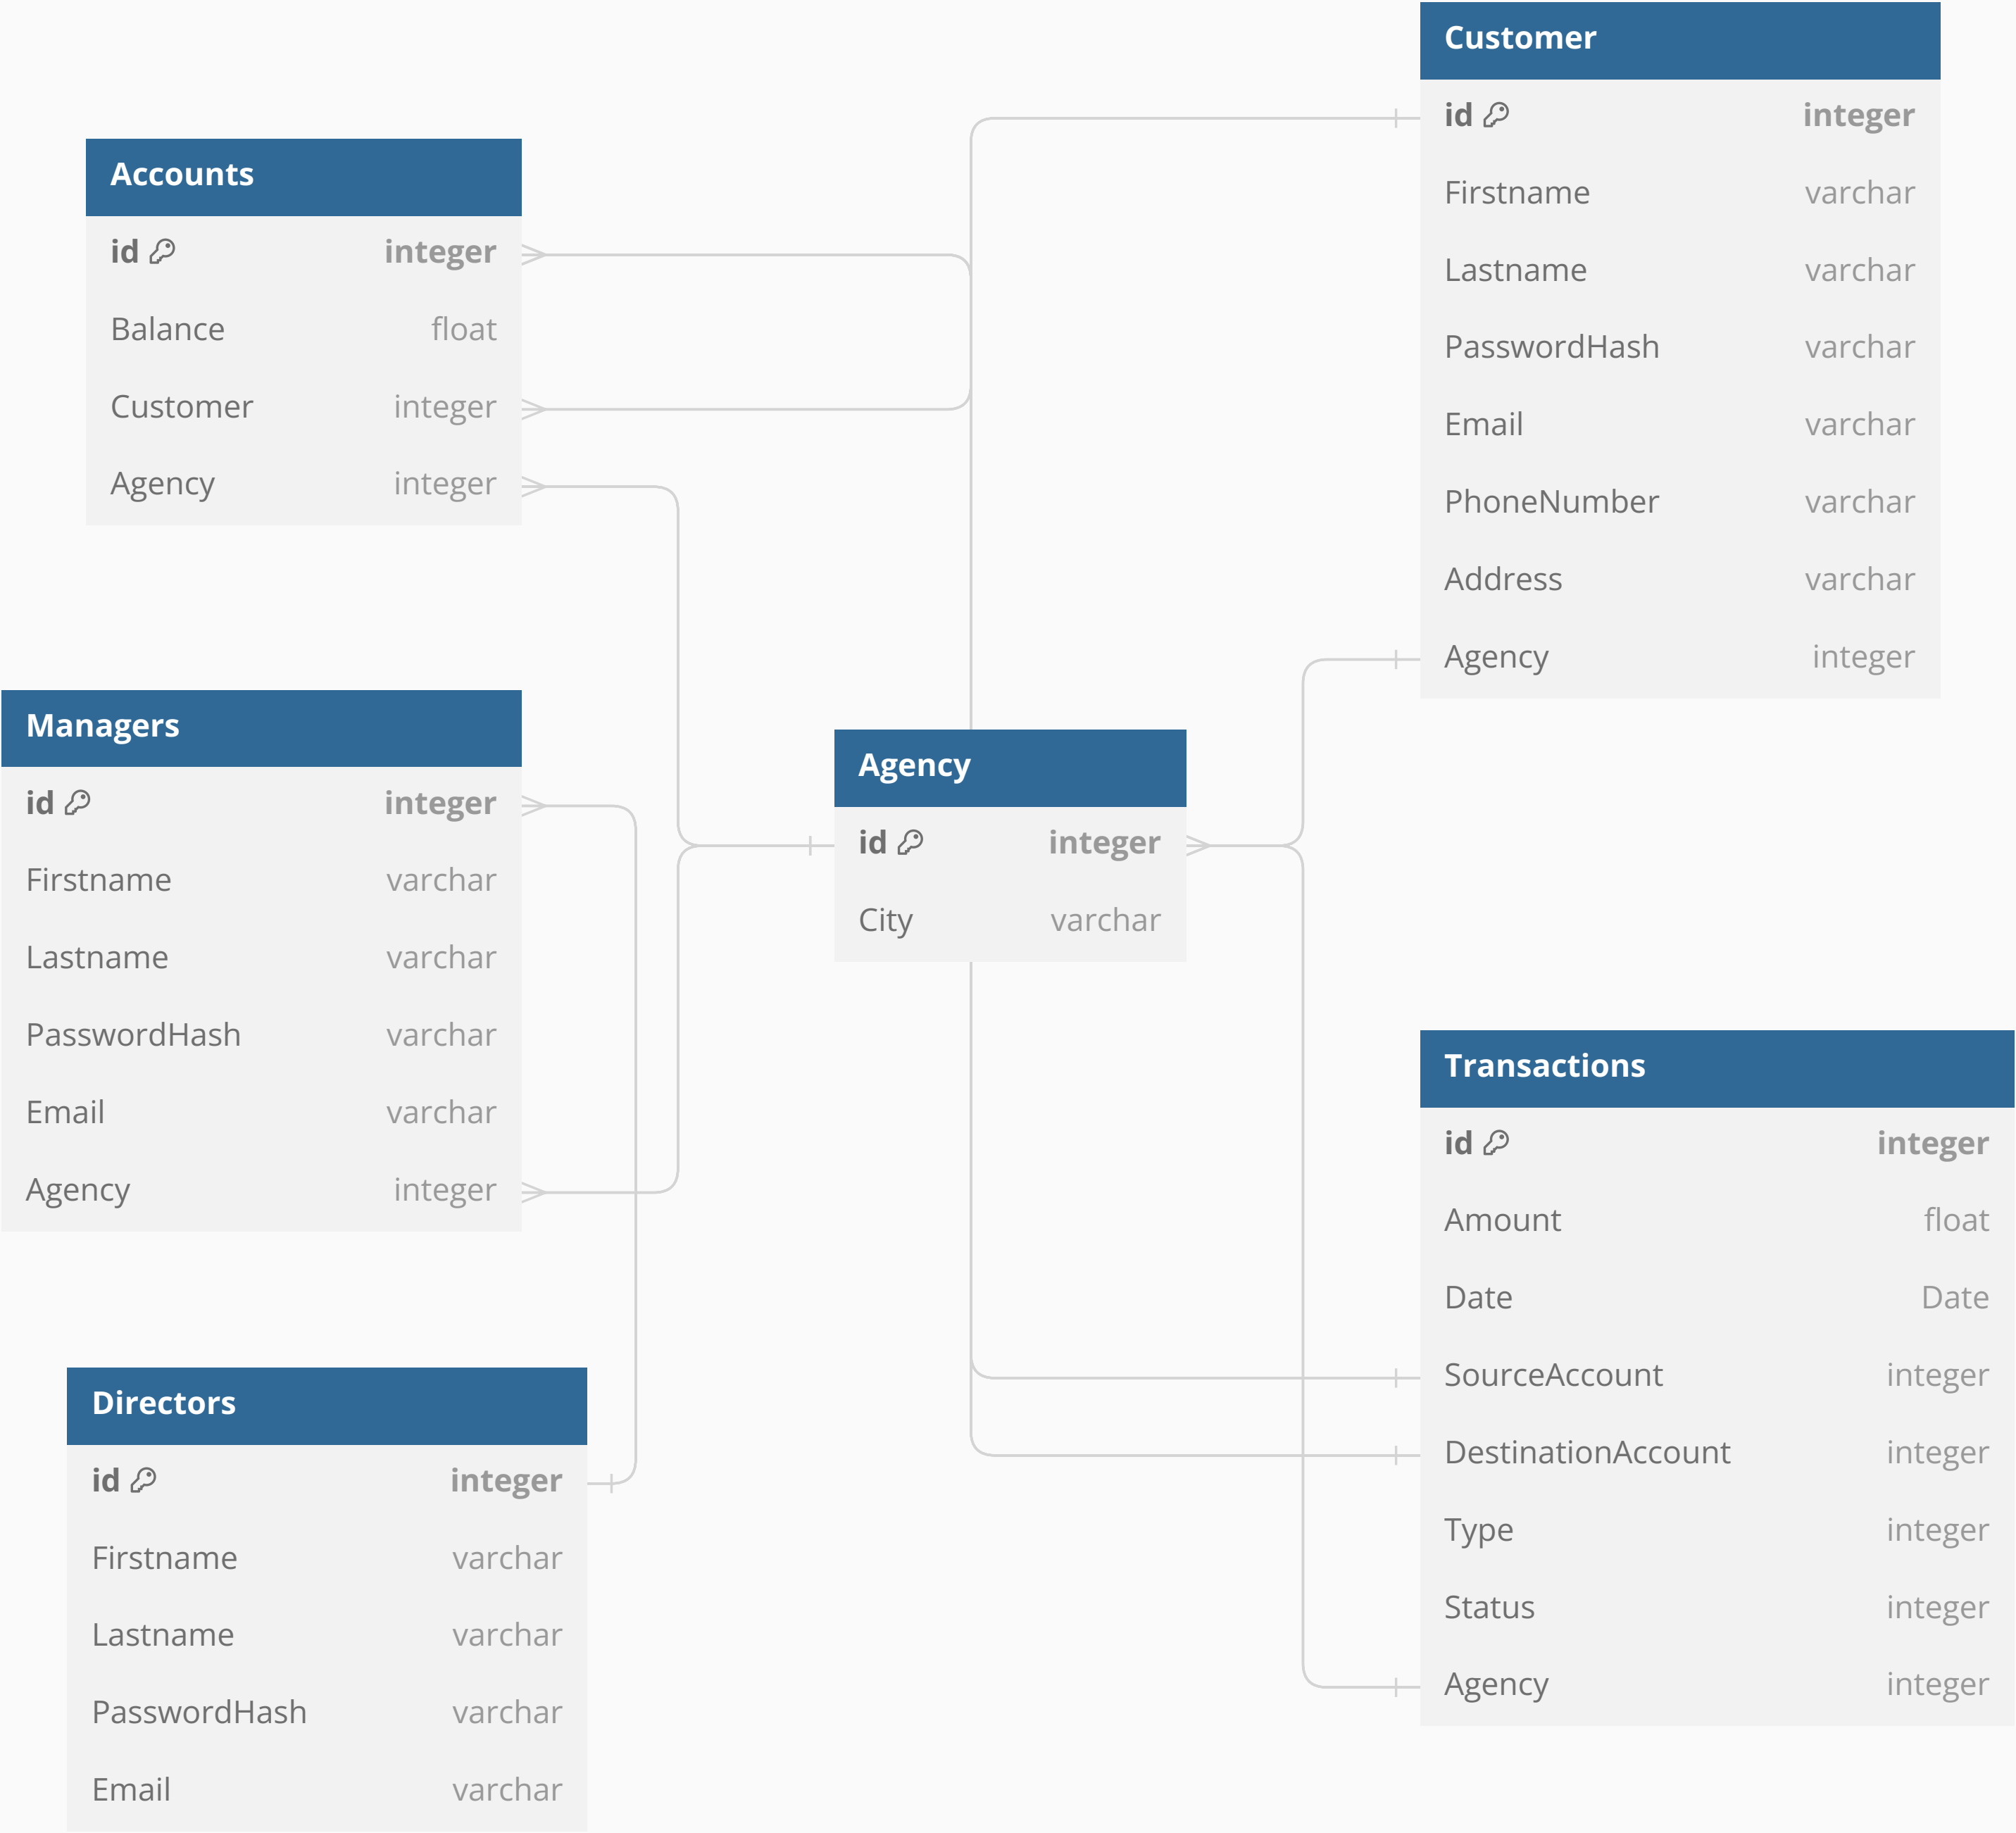 Customer
id integer
Firstname varchar
Lastname varchar
PasswordHash varchar
Email varchar
PhoneNumber varchar
Address varchar
Agency integer
Accounts
id integer
Balance float
Customer integer
Agency integer
Managers
id integer
Firstname varchar
Lastname varchar
PasswordHash varchar
Email varchar
Agency integer
Agency
id integer
City varchar
Transactions
id integer
Amount float
Date Date
SourceAccount integer
DestinationAccount integer
Type integer
Status integer
Agency integer
Directors
id integer
Firstname varchar
Lastname varchar
PasswordHash varchar
Email varchar